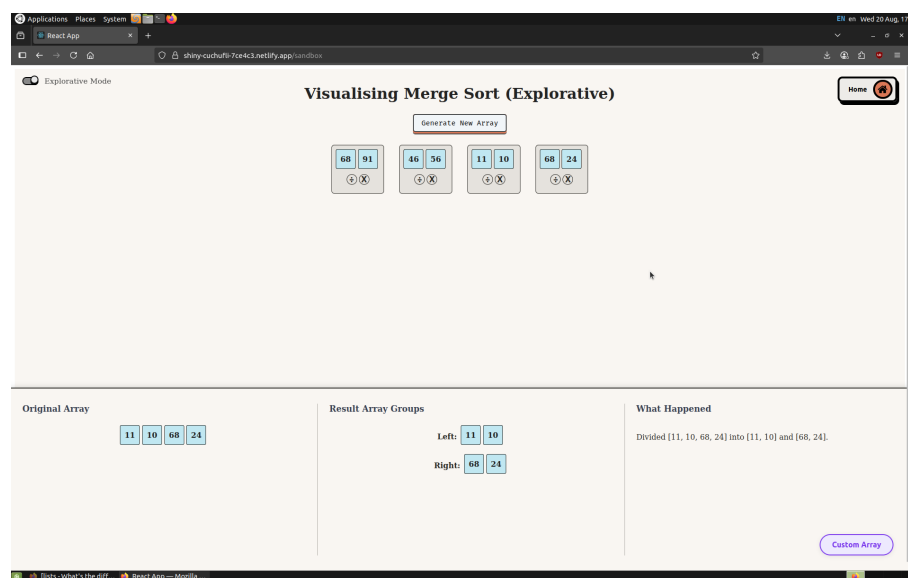 Applications Places System EN en Wed 20 Aug, 17
React App × +
shiny-cuchufli-7ce4c3.netlify.app/sandbox
Explorative Mode
Visualising Merge Sort (Explorative)
Home
Generate New Array
68 91 46 56 11 10 68 24
÷ X ÷ X ÷ X ÷ X
Original Array
11 10 68 24
Result Array Groups
Left: 11 10
Right: 68 24
What Happened
Divided [11, 10, 68, 24] into [11, 10] and [68, 24].
Custom Array
lists - What's the diff... React App — Mozilla...